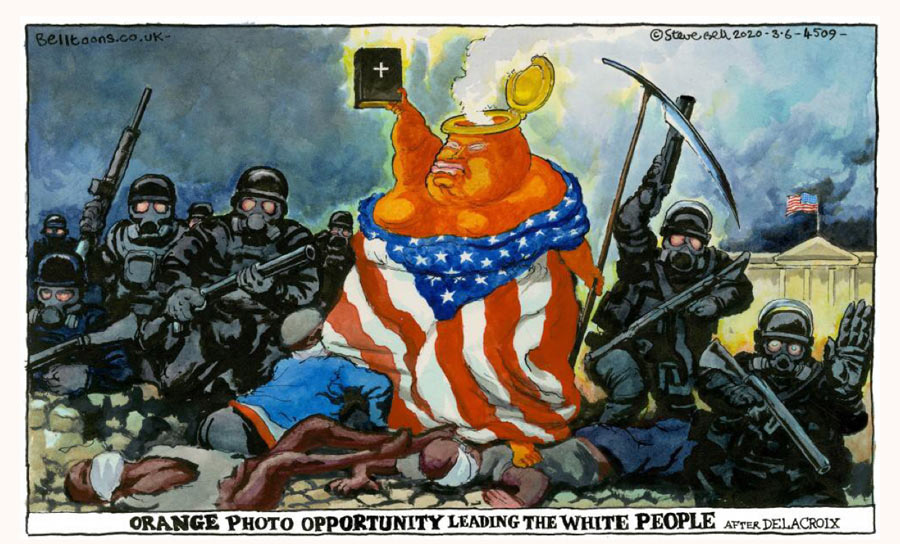 Belltoons.co.uk-
©Steve Bell 2020-3-6-4509-
ORANGE PHOTO OPPORTUNITY LEADING THE WHITE PEOPLE AFTER DELACROIX